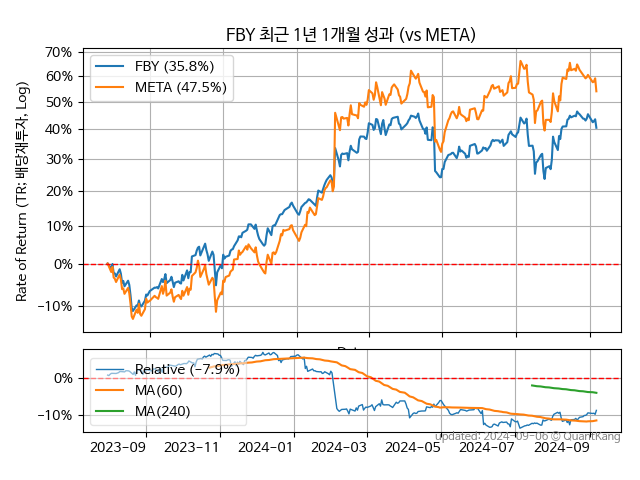 FBY 최근 1년 1개월 성과 (vs META)
Rate of Return (TR: 배당재투자, Log)
70%
60%
50%
40%
30%
20%
10%
0%
−10%
FBY (35.8%)
META (47.5%)
0%
−10%
Relative (−7.9%)
MA(60)
MA(240)
2023−09
2023−11
2024−01
2024−03
2024−05
2024−07
2024−09
updated: 2024−09−06 © QuantKang